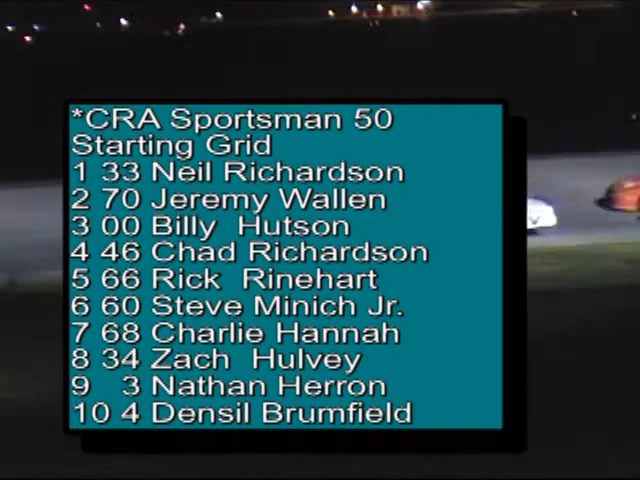 *CRA Sportsman 50
Starting Grid
1 33 Neil Richardson
2 70 Jeremy Wallen
3 00 Billy  Hutson
4 46 Chad Richardson
5 66 Rick  Rinehart
6 60 Steve Minich Jr.
7 68 Charlie Hannah
8 34 Zach  Hulvey
9   3 Nathan Herron
10 4 Densil Brumfield